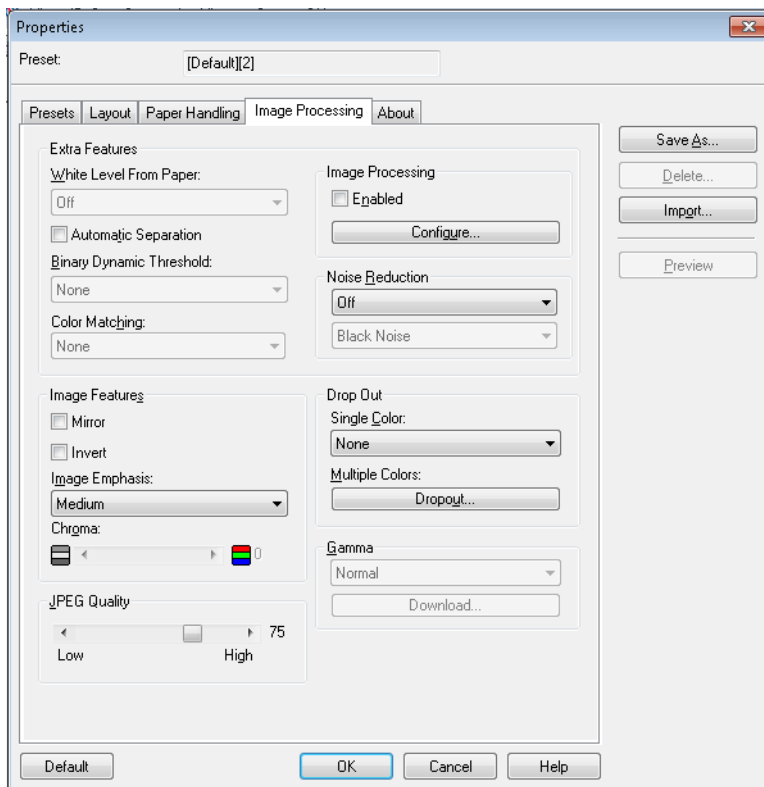 Properties
Preset:
[Default][2]
Presets
Layout
Paper Handling
Image Processing
About
Save As...
Delete...
Import...
Preview
Extra Features
White Level From Paper:
Off
Automatic Separation
Binary Dynamic Threshold:
None
Color Matching:
None
Image Processing
Enabled
Configure...
Noise Reduction
Off
Black Noise
Image Features
Mirror
Invert
Image Emphasis:
Medium
Chroma:
0
Drop Out
Single Color:
None
Multiple Colors:
Dropout...
Gamma
Normal
Download...
JPEG Quality
75
Low
High
Default
OK
Cancel
Help